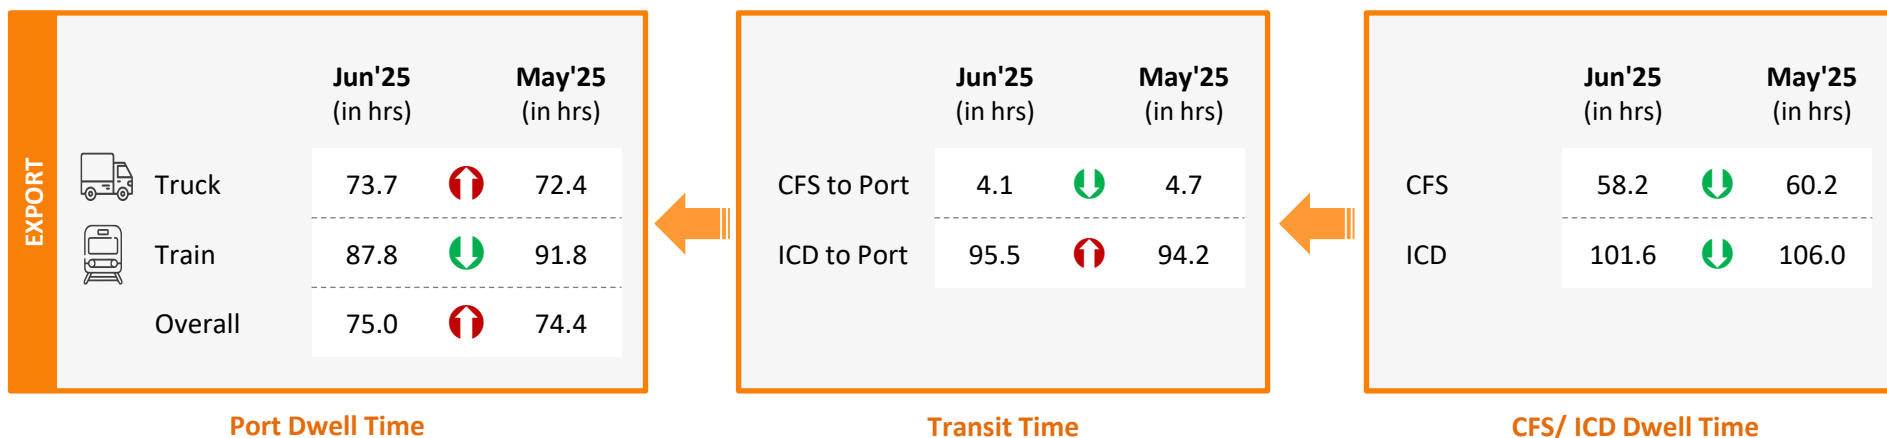 EXPORT
Jun'25 May'25
(in hrs) (in hrs)
Truck 73.7 72.4
Train 87.8 91.8
Overall 75.0 74.4
Port Dwell Time
Jun'25 May'25
(in hrs) (in hrs)
CFS to Port 4.1 4.7
ICD to Port 95.5 94.2
Transit Time
Jun'25 May'25
(in hrs) (in hrs)
CFS 58.2 60.2
ICD 101.6 106.0
CFS/ ICD Dwell Time